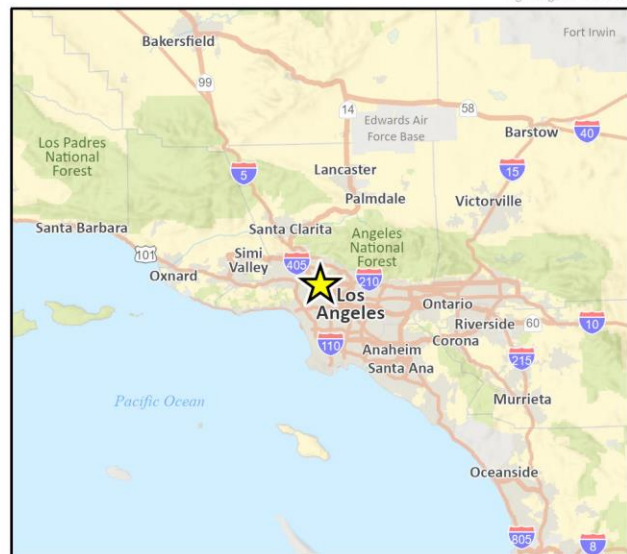 Bakersfield
Fort Irwin
99
14
58
Edwards Air
Force Base
Barstow
40
Los Padres
National
Forest
5
Lancaster
15
Palmdale
Victorville
Santa Barbara
Santa Clarita
Angeles
National
Forest
101
Simi
Valley
405
Oxnard
210
Los
Angeles
Ontario
Riverside
60
10
Corona
110
Anaheim
215
Santa Ana
Murrieta
Pacific Ocean
Oceanside
805
8